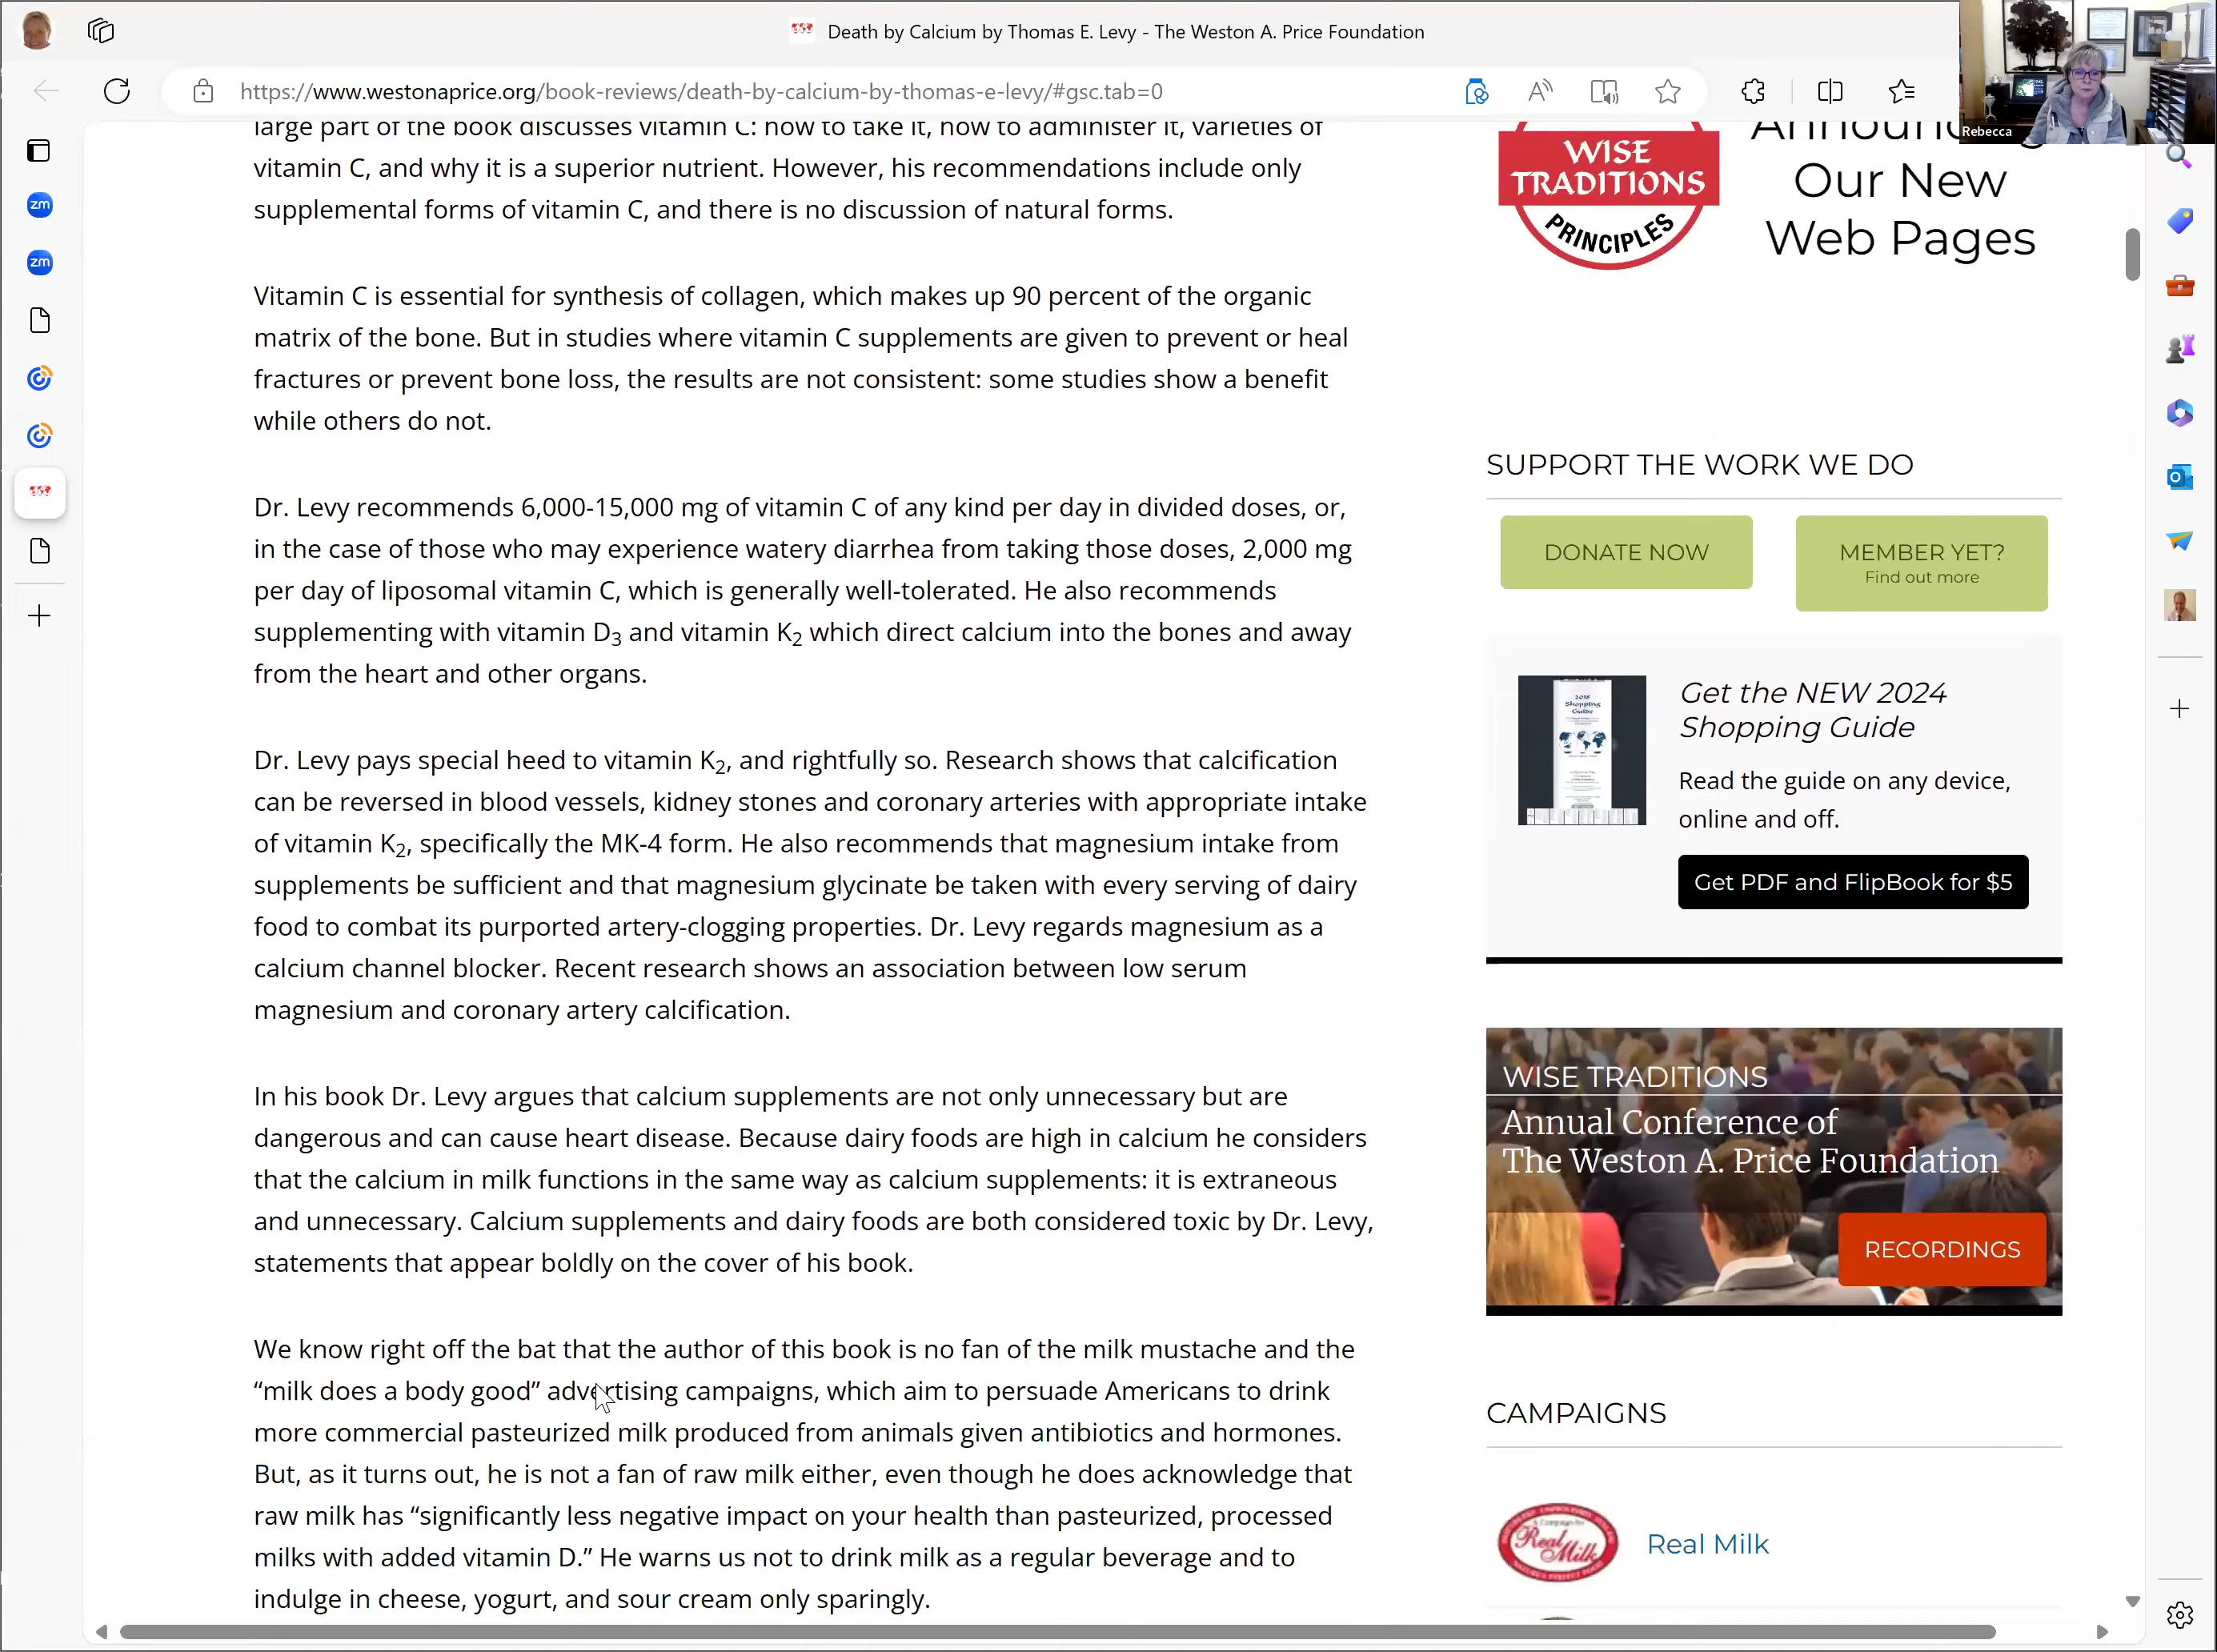 Death by Calcium by Thomas E. Levy - The Weston A. Price Foundation
https://www.westonaprice.org/book-reviews/death-by-calcium-by-thomas-e-levy/#gsc.tab=0
Rebecca
zm
zm
large part of the book discusses vitamin C: how to take it, how to administer it, varieties of
vitamin C, and why it is a superior nutrient. However, his recommendations include only
supplemental forms of vitamin C, and there is no discussion of natural forms.
Vitamin C is essential for synthesis of collagen, which makes up 90 percent of the organic
matrix of the bone. But in studies where vitamin C supplements are given to prevent or heal
fractures or prevent bone loss, the results are not consistent: some studies show a benefit
while others do not.
Dr. Levy recommends 6,000-15,000 mg of vitamin C of any kind per day in divided doses, or,
in the case of those who may experience watery diarrhea from taking those doses, 2,000 mg
per day of liposomal vitamin C, which is generally well-tolerated. He also recommends
supplementing with vitamin D3 and vitamin K2 which direct calcium into the bones and away
from the heart and other organs.
Dr. Levy pays special heed to vitamin K2, and rightfully so. Research shows that calcification
can be reversed in blood vessels, kidney stones and coronary arteries with appropriate intake
of vitamin K2, specifically the MK-4 form. He also recommends that magnesium intake from
supplements be sufficient and that magnesium glycinate be taken with every serving of dairy
food to combat its purported artery-clogging properties. Dr. Levy regards magnesium as a
calcium channel blocker. Recent research shows an association between low serum
magnesium and coronary artery calcification.
In his book Dr. Levy argues that calcium supplements are not only unnecessary but are
dangerous and can cause heart disease. Because dairy foods are high in calcium he considers
that the calcium in milk functions in the same way as calcium supplements: it is extraneous
and unnecessary. Calcium supplements and dairy foods are both considered toxic by Dr. Levy,
statements that appear boldly on the cover of his book.
We know right off the bat that the author of this book is no fan of the milk mustache and the
“milk does a body good” advertising campaigns, which aim to persuade Americans to drink
more commercial pasteurized milk produced from animals given antibiotics and hormones.
But, as it turns out, he is not a fan of raw milk either, even though he does acknowledge that
raw milk has “significantly less negative impact on your health than pasteurized, processed
milks with added vitamin D.” He warns us not to drink milk as a regular beverage and to
indulge in cheese, yogurt, and sour cream only sparingly.
WISE
TRADITIONS
PRINCIPLES
Our New
Web Pages
SUPPORT THE WORK WE DO
DONATE NOW
MEMBER YET?
Find out more
2018
Shopping
Guide
Get the NEW 2024
Shopping Guide
Read the guide on any device,
online and off.
Get PDF and FlipBook for $5
WISE TRADITIONS
Annual Conference of
The Weston A. Price Foundation
RECORDINGS
CAMPAIGNS
Real Milk
Real Milk